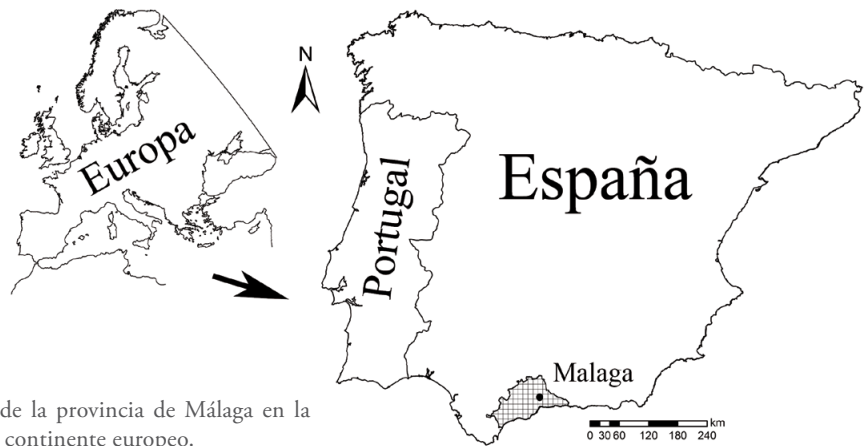 Europa
N
Portugal
España
Malaga
km
0 30 60 120 180 240
de la provincia de Málaga en la
continente europeo.